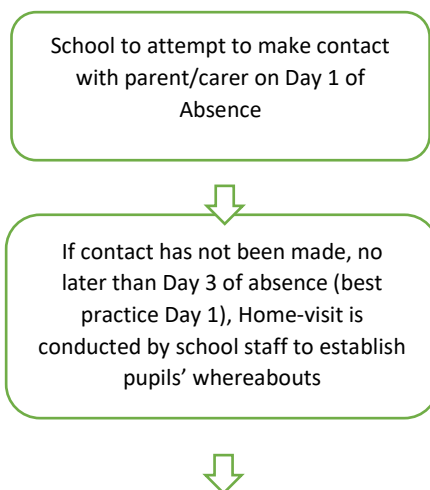 School to attempt to make contact
with parent/carer on Day 1 of
Absence
If contact has not been made, no
later than Day 3 of absence (best
practice Day 1), Home-visit is
conducted by school staff to establish
pupils’ whereabouts